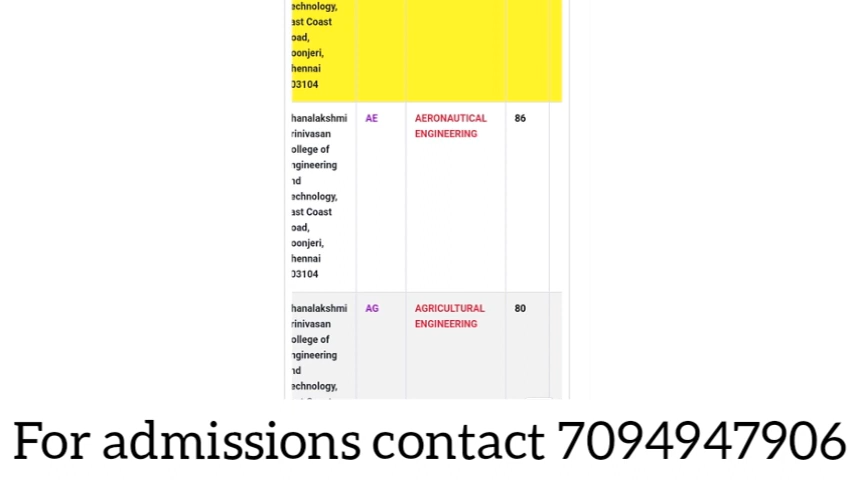 echnology,
ast Coast
oad,
oonjeri,
hennai
03104
hanalakshmi AE AERONAUTICAL 86
rinivasan ENGINEERING
ollege of
ngineering
nd
echnology,
ast Coast
oad,
oonjeri,
hennai
03104
hanalakshmi AG AGRICULTURAL 80
rinivasan ENGINEERING
ollege of
ngineering
nd
echnology,
For admissions contact 7094947906